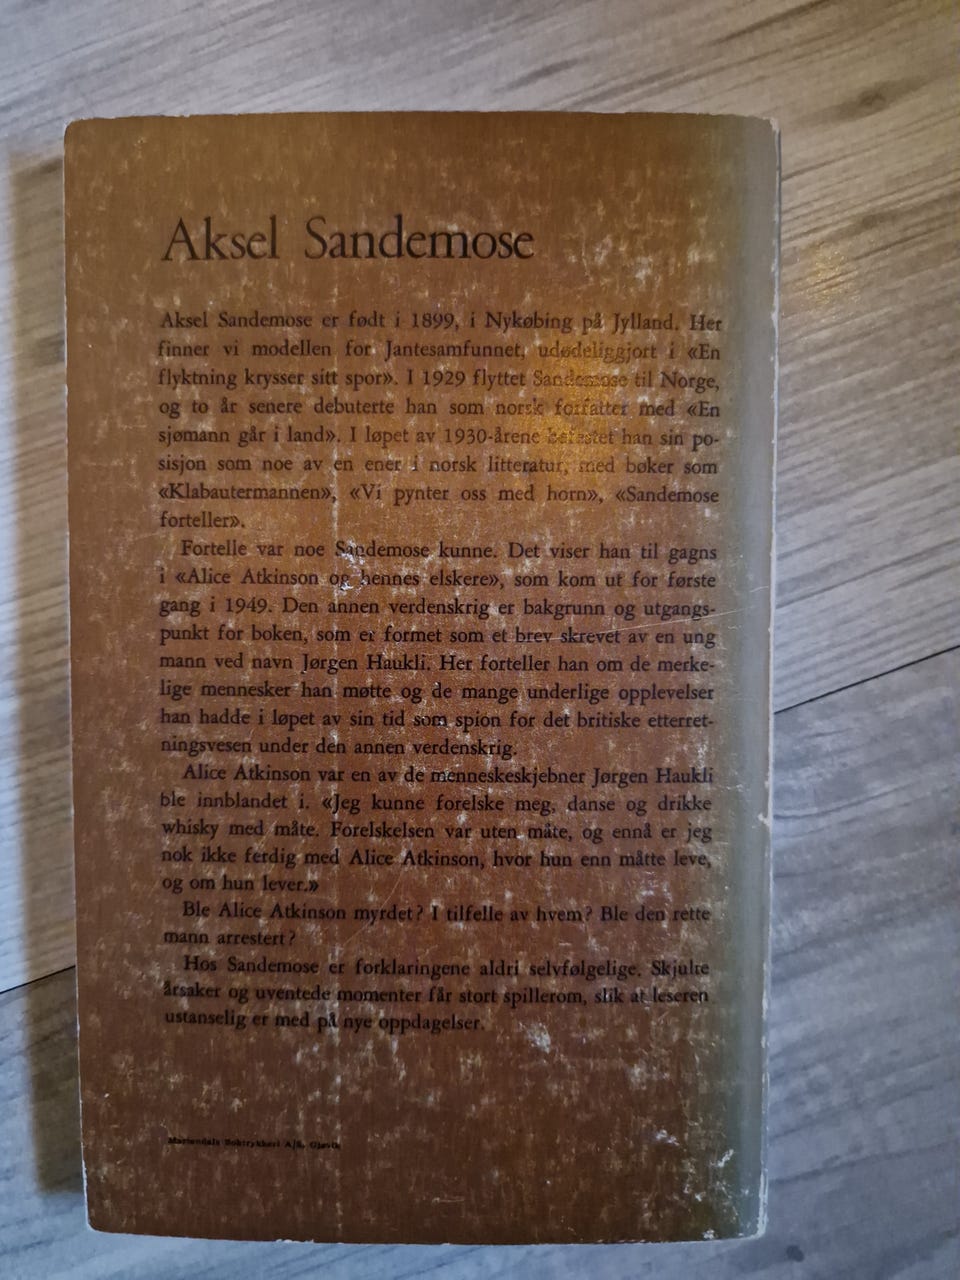 Aksel Sandemose
Aksel Sandemose er født i 1899, i Nykøbing på Jylland. Her
finner vi modellen for Jantesamfunnet, udødeliggjort i «En
flyktning krysser sitt spor». I 1929 flyttet Sandemose til Norge,
og to år senere debuterte han som norsk forfatter med «En
sjømann går i land». I løpet av 1930-årene befestet han sin po-
sisjon som noe av en ener i norsk litteratur, med bøker som
«Klabautermannen», «Vi pynter oss med horn», «Sandemose
forteller».
Fortelle var noe Sandemose kunne. Det viser han til gagns
i «Alice Atkinson og hennes elskere», som kom ut for første
gang i 1949. Den annen verdenskrig er bakgrunn og utgangs-
punkt for boken, som er formet som et brev skrevet av en ung
mann ved navn Jørgen Haukli. Her forteller han om de merke-
lige mennesker han møtte og de mange underlige opplevelser
han hadde i løpet av sin tid som spion for det britiske etterret-
ningsvesen under den annen verdenskrig.
Alice Atkinson var en av de menneskeskjebner Jørgen Haukli
ble innblandet i. «Jeg kunne forelske meg, danse og drikke
whisky med måte. Forelskelsen var uten måte, og ennå er jeg
nok ikke ferdig med Alice Atkinson, hvor hun enn måtte leve,
og om hun lever.»
Ble Alice Atkinson myrdet? I tilfelle av hvem? Ble den rette
mann arrestert?
Hos Sandemose er forklaringene aldri selvfølgelige. Skjulte
årsaker og uventede momenter får stort spillerom, slik at leseren
ustanselig er med på nye oppdagelser.
Mariendals Boktrykkeri A/S, Gjøvik